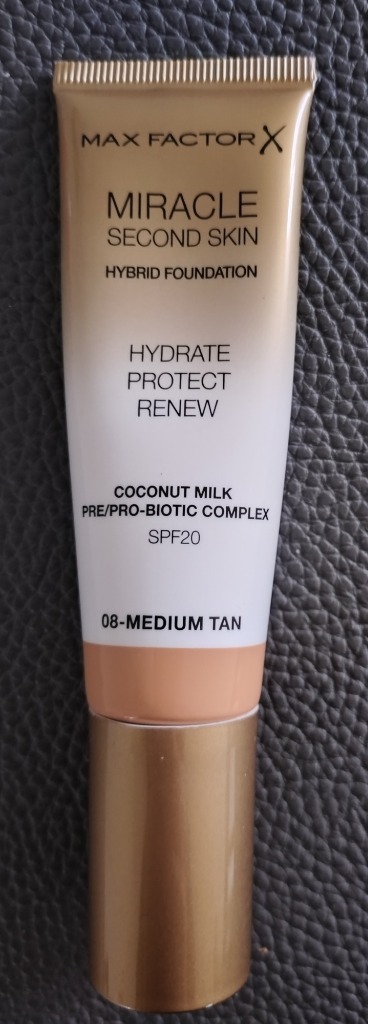 MAX FACTOR X
MIRACLE
SECOND SKIN
HYBRID FOUNDATION
HYDRATE
PROTECT
RENEW
COCONUT MILK
PRE/PRO-BIOTIC COMPLEX
SPF20
08-MEDIUM TAN